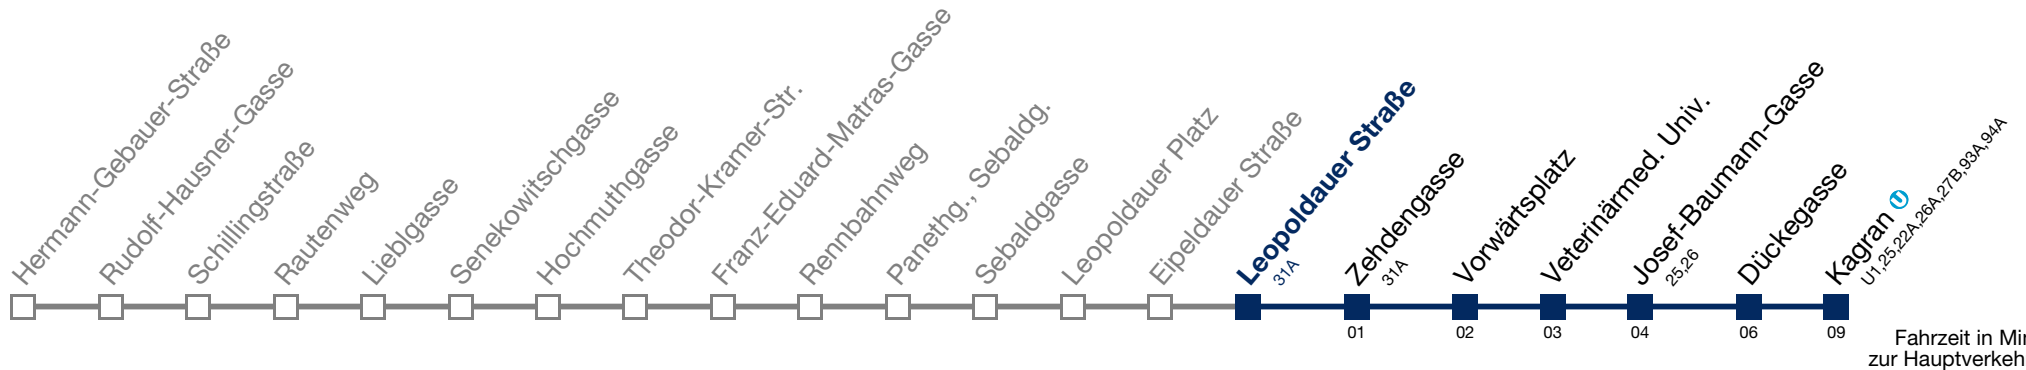 Hermann-Gebauer-Straße
Rudolf-Hausner-Gasse
Schillingstraße
Rautenweg
Lieblgasse
Senekowitschgasse
Hochmuthgasse
Theodor-Kramer-Str.
Franz-Eduard-Matras-Gasse
Rennbahnweg
Panethg., Sebaldg.
Sebaldgasse
Leopoldauer Platz
Eipeldauer Straße
Leopoldauer Straße
31A
Zehdengasse
31A
Vorwärtsplatz
Veterinärmed. Univ.
Josef-Baumann-Gasse
25,26
Dückegasse
Kagran U
U1,25,22A,26A,27B,93A,94A
01
02
03
04
06
09
Fahrzeit in
zur